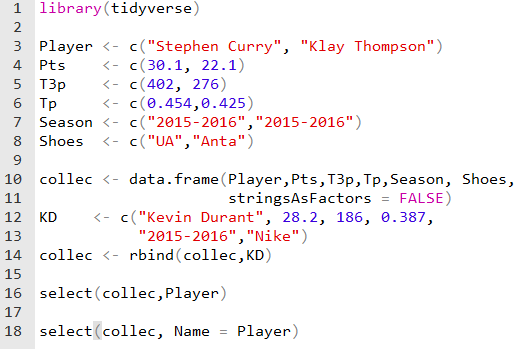 1 library(tidyverse)
2
3 Player <- c("Stephen Curry", "Klay Thompson")
4 Pts    <- c(30.1, 22.1)
5 T3p    <- c(402, 276)
6 Tp     <- c(0.454,0.425)
7 Season <- c("2015-2016","2015-2016")
8 Shoes  <- c("UA","Anta")
9
10 collec <- data.frame(Player,Pts,T3p,Tp,Season, Shoes,
11                      stringsAsFactors = FALSE)
12 KD    <- c("Kevin Durant", 28.2, 186, 0.387,
13            "2015-2016","Nike")
14 collec <- rbind(collec,KD)
15
16 select(collec,Player)
17
18 select(collec, Name = Player)